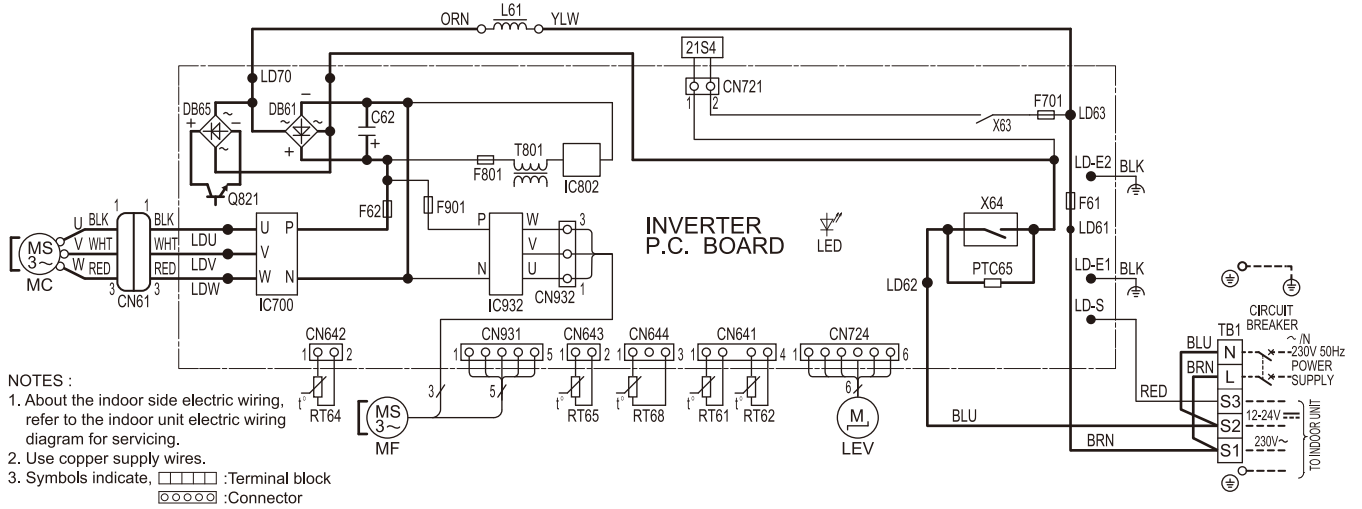 ORN L61 YLW
21S4
LD70
CN721
1 2
DB65 ~ DB61 −
+ ~ − ~ ~ +
C62
+
F701
X63
LD63
T801
F801
IC802
LD-E2 BLK
Q821
F62 F901
X64
F61
INVERTER
P.C. BOARD
LED
LD61
PTC65
LD-E1 BLK
LD62
LD-S
1 1
U BLK BLK LDU U P
V WHT WHT LDV V
W RED RED LDW W N
3 3
MS
3~
MC
CN61
IC700
P W 3
V
N U 1
IC932
CN932
CIRCUIT
BREAKER
TB1
~/N
230V 50Hz
POWER
SUPPLY
BLU N
BRN L
RED S3
12-24V ⎓
BLU S2
BRN S1 230V~
TO INDOOR UNIT
CN642
1 2
t°
RT64
CN931
1 5
3 5
MS
3~
MF
CN643
1 2
t°
RT65
CN644
1 3
t°
RT68
CN641
1 4
t° t°
RT61 RT62
CN724
1 6
6
M
LEV
NOTES :
1. About the indoor side electric wiring,
refer to the indoor unit electric wiring
diagram for servicing.
2. Use copper supply wires.
3. Symbols indicate, :Terminal block
:Connector